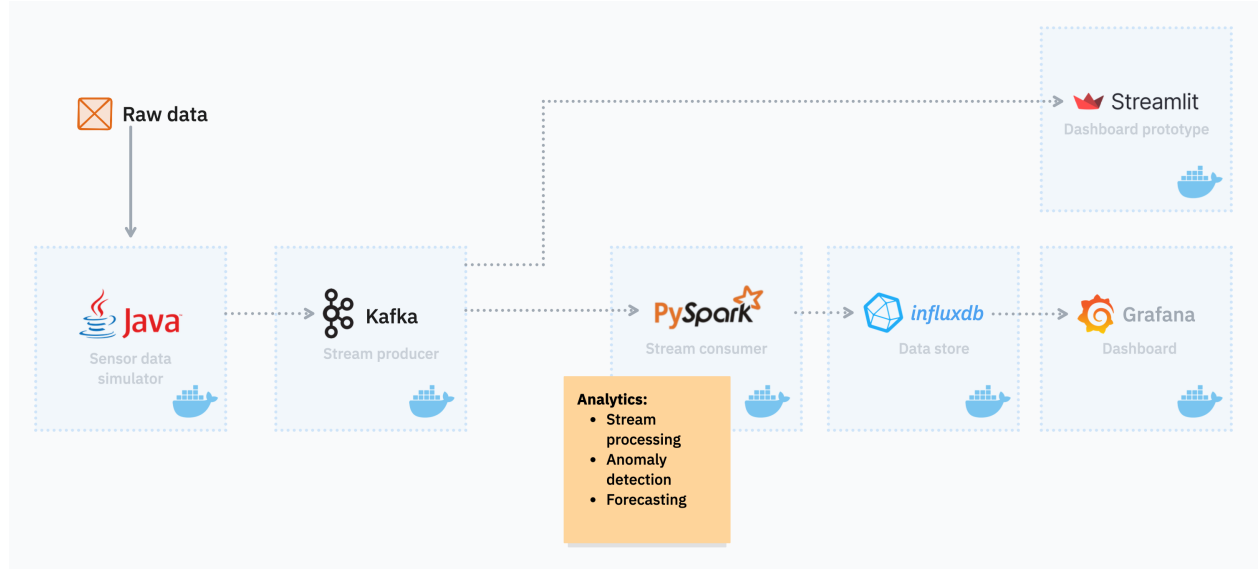 Raw data
Streamlit
Dashboard prototype
Java
Sensor data
simulator
Kafka
Stream producer
PySpark
Stream consumer
influxdb
Data store
Grafana
Dashboard
Analytics:
• Stream
processing
• Anomaly
detection
• Forecasting